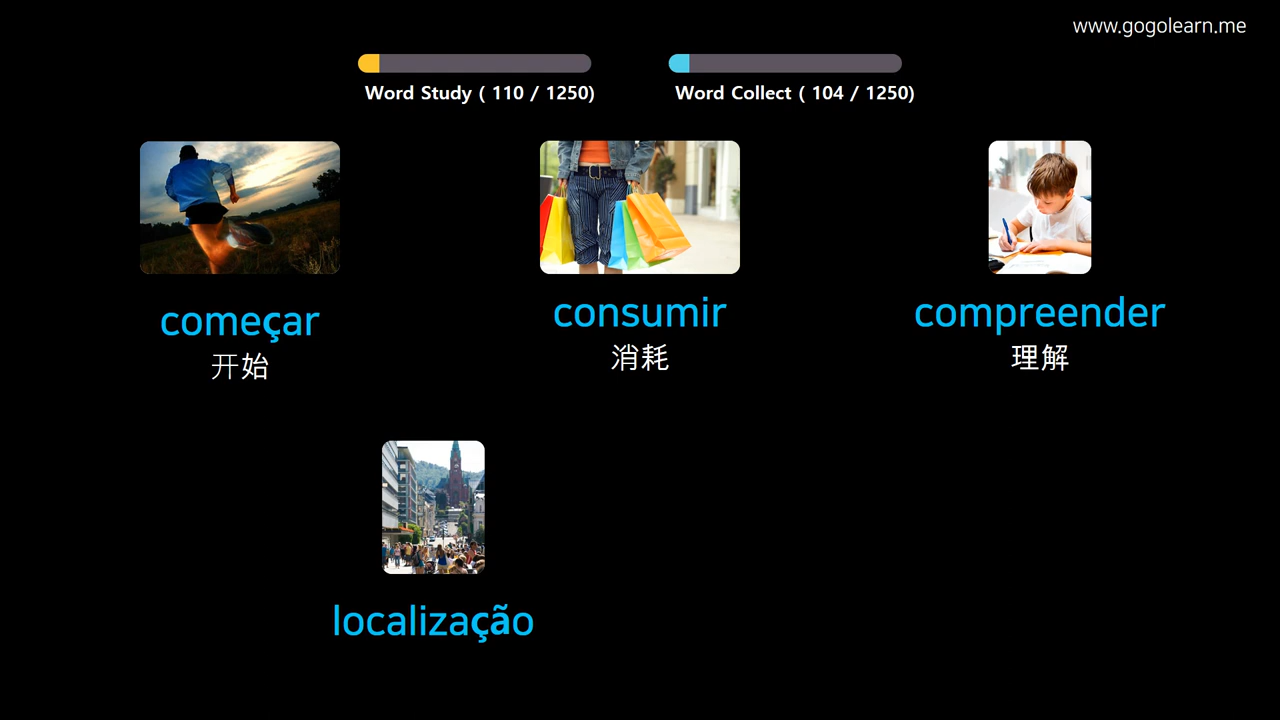 www.gogolearn.me
Word Study ( 110 / 1250)
Word Collect ( 104 / 1250)
começar
开始
consumir
消耗
compreender
理解
localização